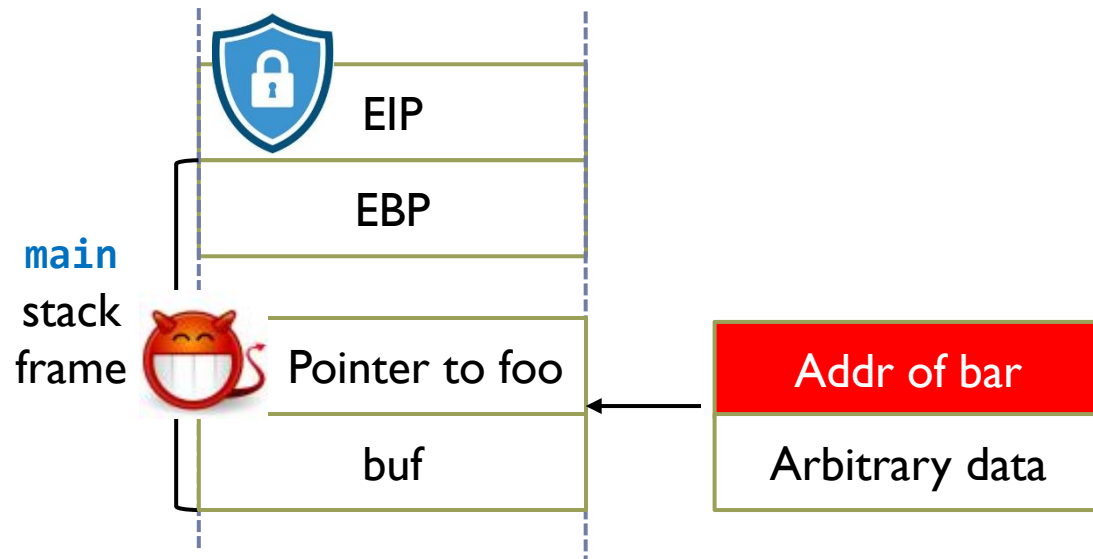 EIP
EBP
main
stack
frame
Pointer to foo
buf
Addr of bar
Arbitrary data